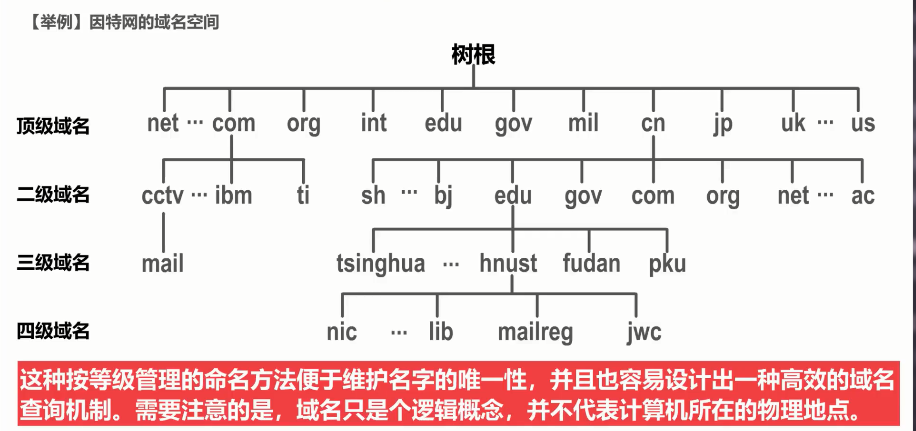 【举例】因特网的域名空间
树根
顶级域名 net … com org int edu gov mil cn jp uk … us
二级域名 cctv … ibm ti sh … bj edu gov com org net … ac
三级域名 mail tsinghua … hnust fudan pku
四级域名 nic … lib mailreg jwc
这种按等级管理的命名方法便于维护名字的唯一性，并且也容易设计出一种高效的域名
查询机制。需要注意的是，域名只是个逻辑概念，并不代表计算机所在的物理地点。